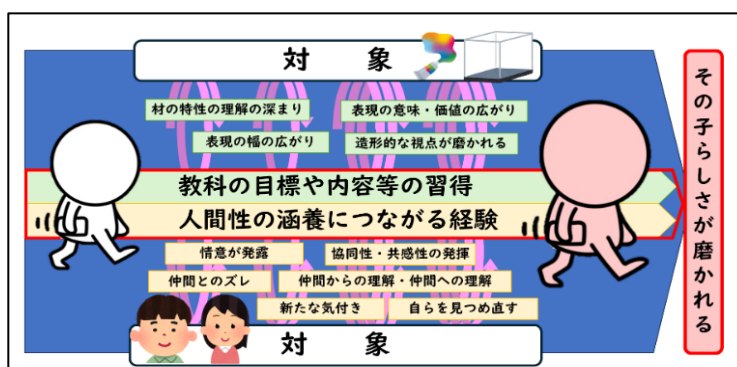 対　象
材の特性の理解の深まり
表現の意味・価値の広がり
表現の幅の広がり
造形的な視点が磨かれる
教科の目標や内容等の習得
人間性の涵養につながる経験
情意が発露
協同性・共感性の発揮
仲間とのズレ
仲間からの理解・仲間への理解
新たな気付き
自らを見つめ直す
対　象
その子らしさが磨かれる